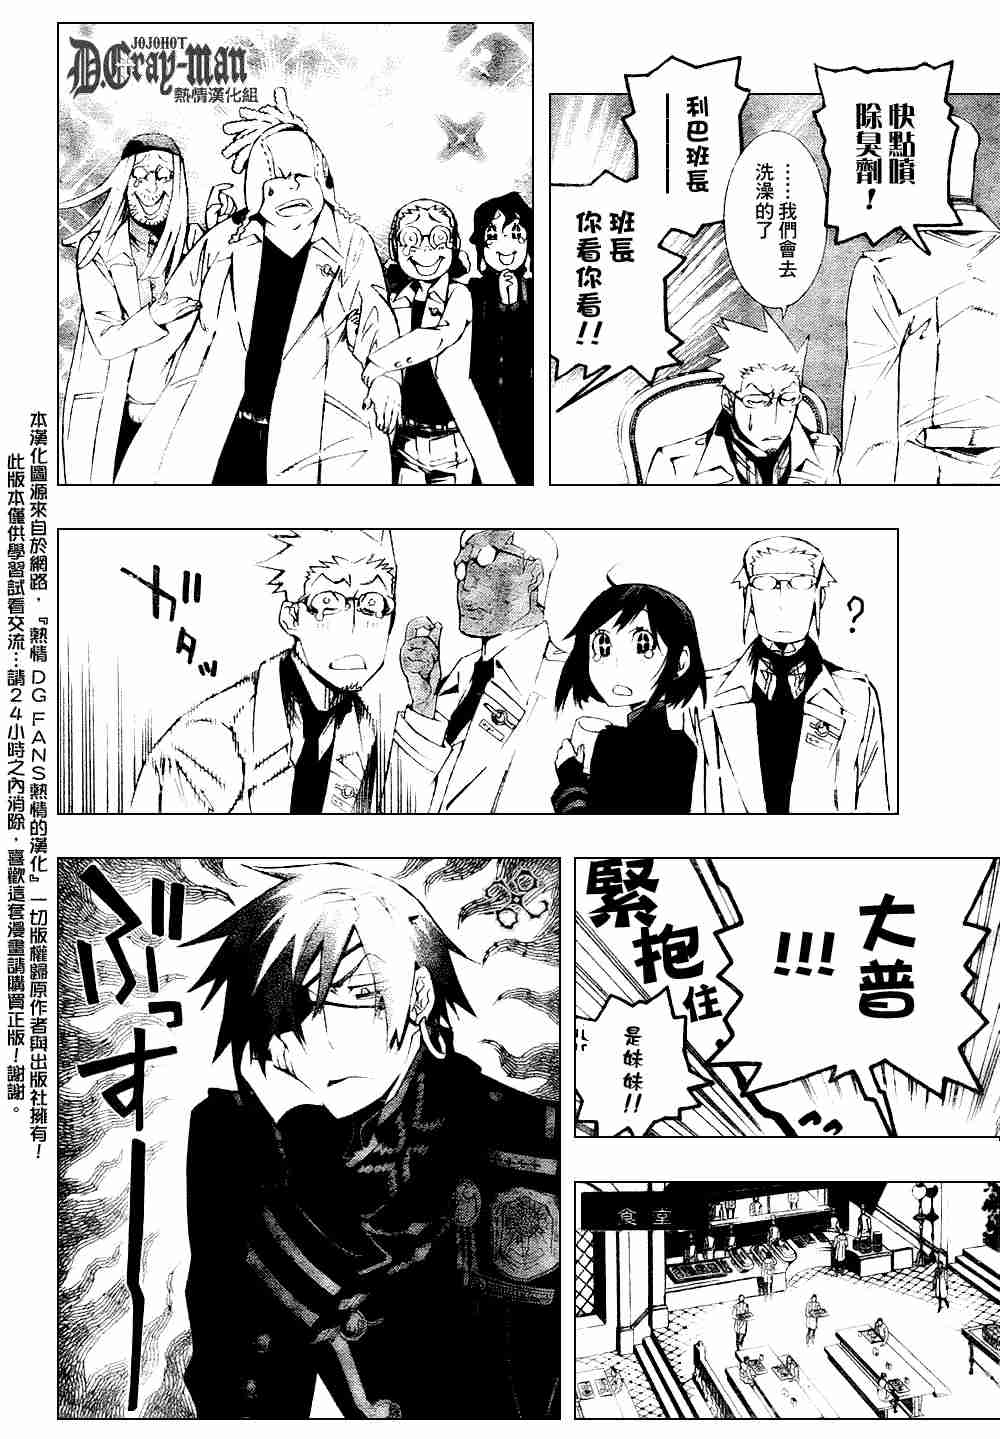 快點噴
除臭劑！
……我們會去
洗澡的了
利巴班長
——
班長
你看你看!!
JOJOHOT
D.Gray-man
熱情漢化組
？
ガタッ
大普
!!!
緊抱住
是妹妹!!
ぶっすー
食堂
本漢化圖源來自於網路，『熱情DG FANS熱情的漢化』一切版權歸原作者與出版社擁有！
此版本僅供學習試看交流…請24小時之內消除，喜歡這套漫畫請購買正版！謝謝。